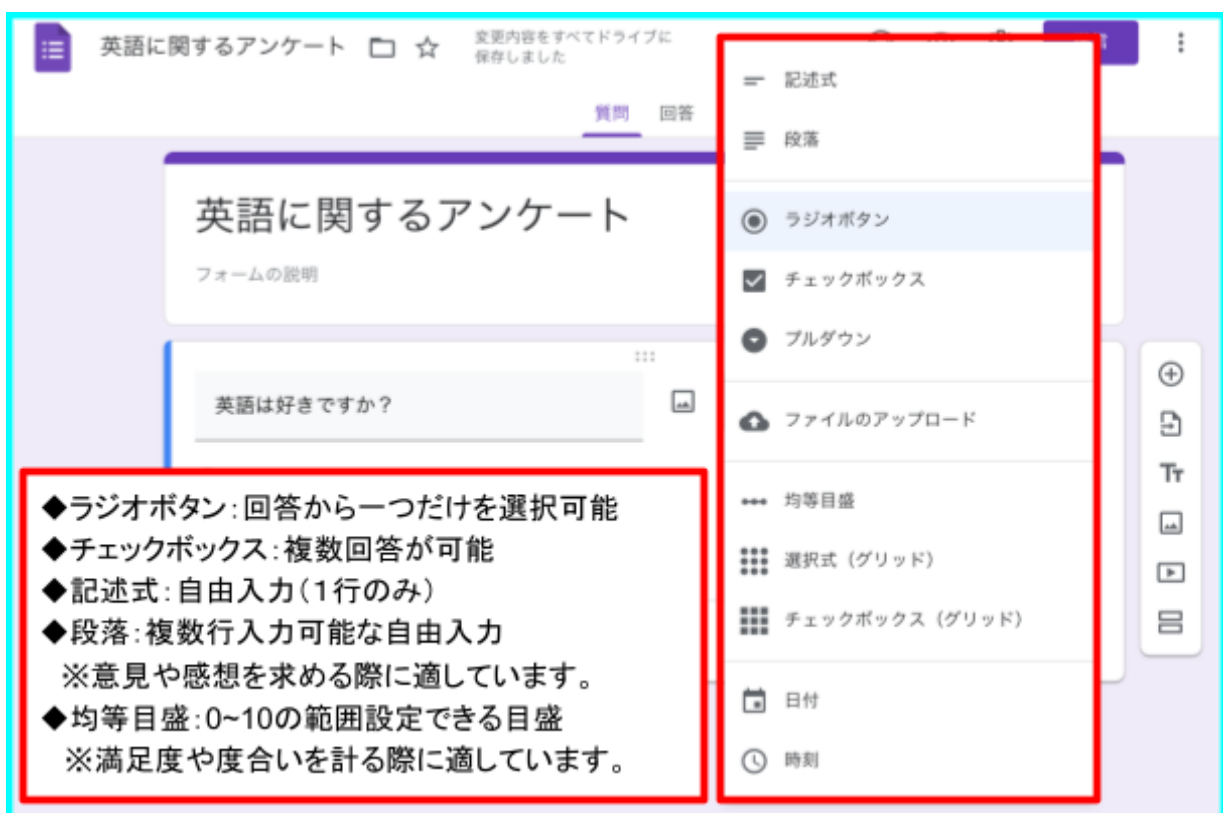 英語に関するアンケート
変更内容をすべてドライブに
保存しました
質問 回答
英語に関するアンケート
フォームの説明
英語は好きですか?
記述式
段落
ラジオボタン
チェックボックス
プルダウン
ファイルのアップロード
均等目盛
選択式(グリッド)
チェックボックス(グリッド)
日付
時刻
Tт
◆ラジオボタン:回答から一つだけを選択可能
◆チェックボックス:複数回答が可能
◆記述式:自由入力(1行のみ)
◆段落:複数行入力可能な自由入力
※意見や感想を求める際に適しています。
◆均等目盛:0~10の範囲設定できる目盛
※満足度や度合いを計る際に適しています。